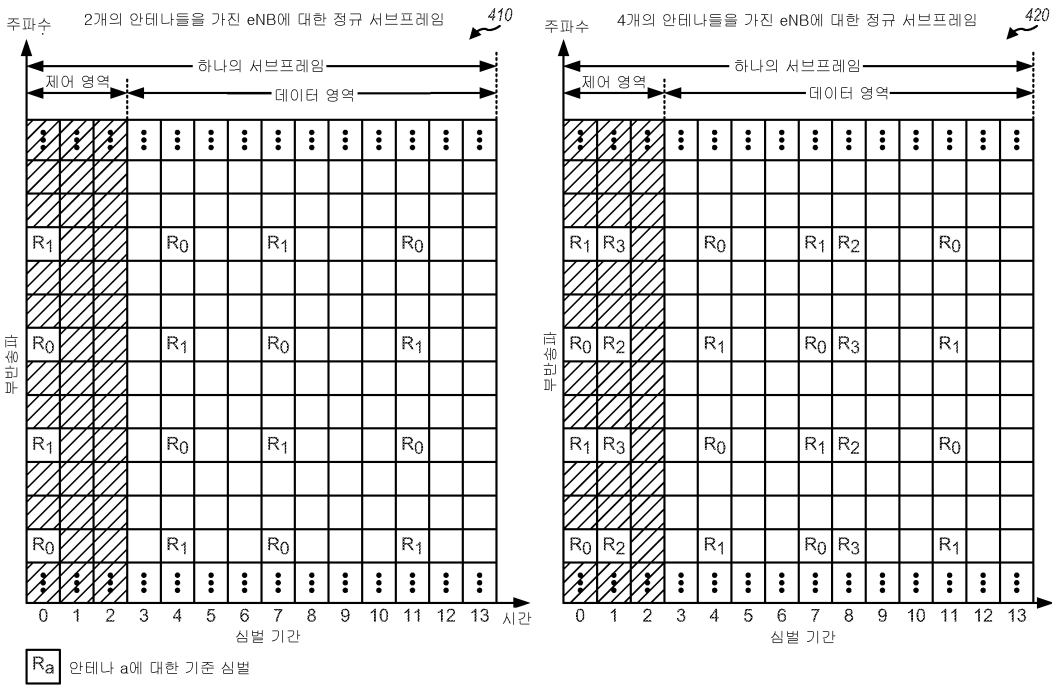 주파수 2개의 안테나들을 가진 eNB에 대한 정규 서브프레임 410
하나의 서브프레임
제어 영역 데이터 영역
R1 R0 R1 R0
R0 R1 R0 R1
R1 R0 R1 R0
R0 R1 R0 R1
부반송파
0 1 2 3 4 5 6 7 8 9 10 11 12 13 시간
심벌 기간
Ra 안테나 a에 대한 기준 심벌
주파수 4개의 안테나들을 가진 eNB에 대한 정규 서브프레임 420
하나의 서브프레임
제어 영역 데이터 영역
R1 R3 R0 R1 R2 R0
R0 R2 R1 R0 R3 R1
R1 R3 R0 R1 R2 R0
R0 R2 R1 R0 R3 R1
부반송파
0 1 2 3 4 5 6 7 8 9 10 11 12 13
심벌 기간